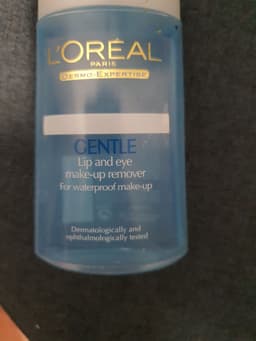 L'ORÉAL
PARIS
DERMO-EXPERTISE
GENTLE
Lip and eye
make-up remover
For waterproof make-up
Dermatologically and
ophthalmologically tested